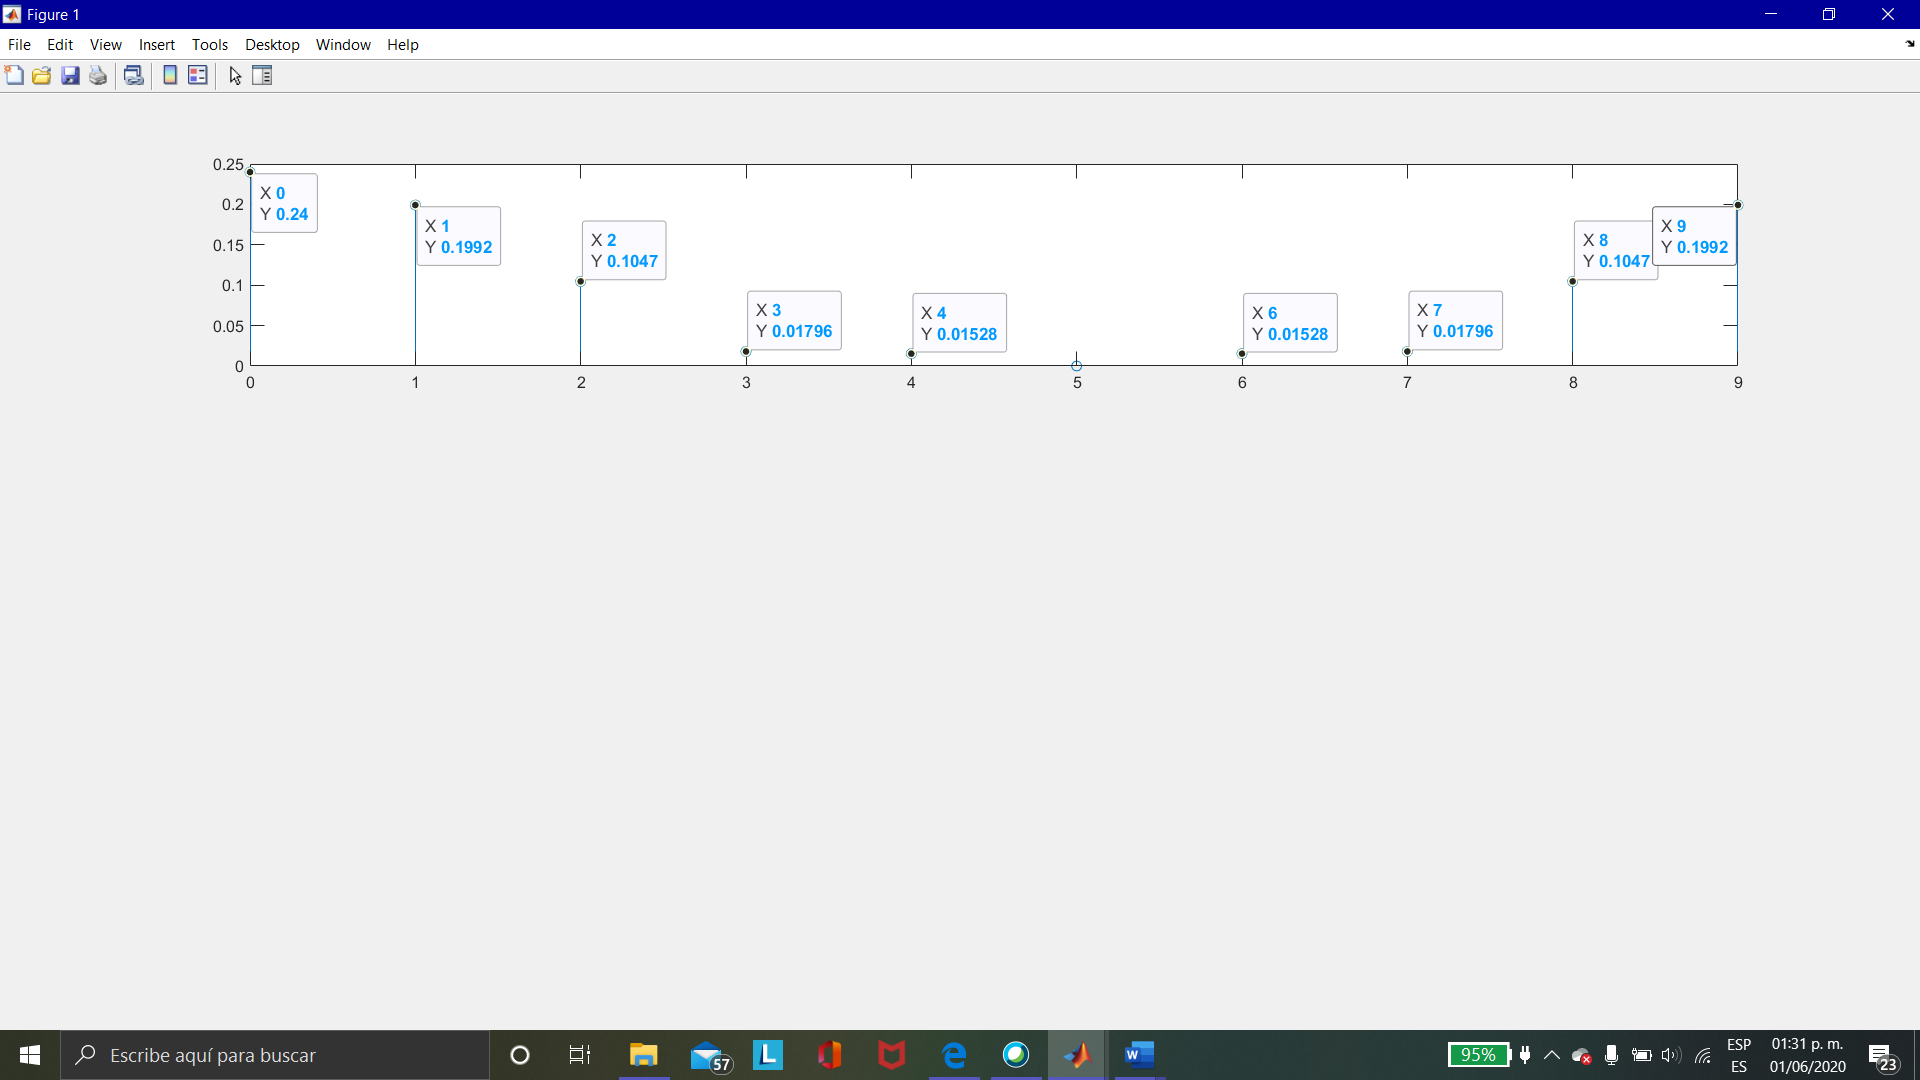 Figure 1
File Edit View Insert Tools Desktop Window Help
0.25
0.2
0.15
0.1
0.05
0
0 1 2 3 4 5 6 7 8 9
X 0
Y 0.24
X 1
Y 0.1992
X 2
Y 0.1047
X 3
Y 0.01796
X 4
Y 0.01528
X 6
Y 0.01528
X 7
Y 0.01796
X 8
Y 0.1047
X 9
Y 0.1992
Escribe aquí para buscar
57
L
W
95%
ESP
ES
01:31 p. m.
01/06/2020
23